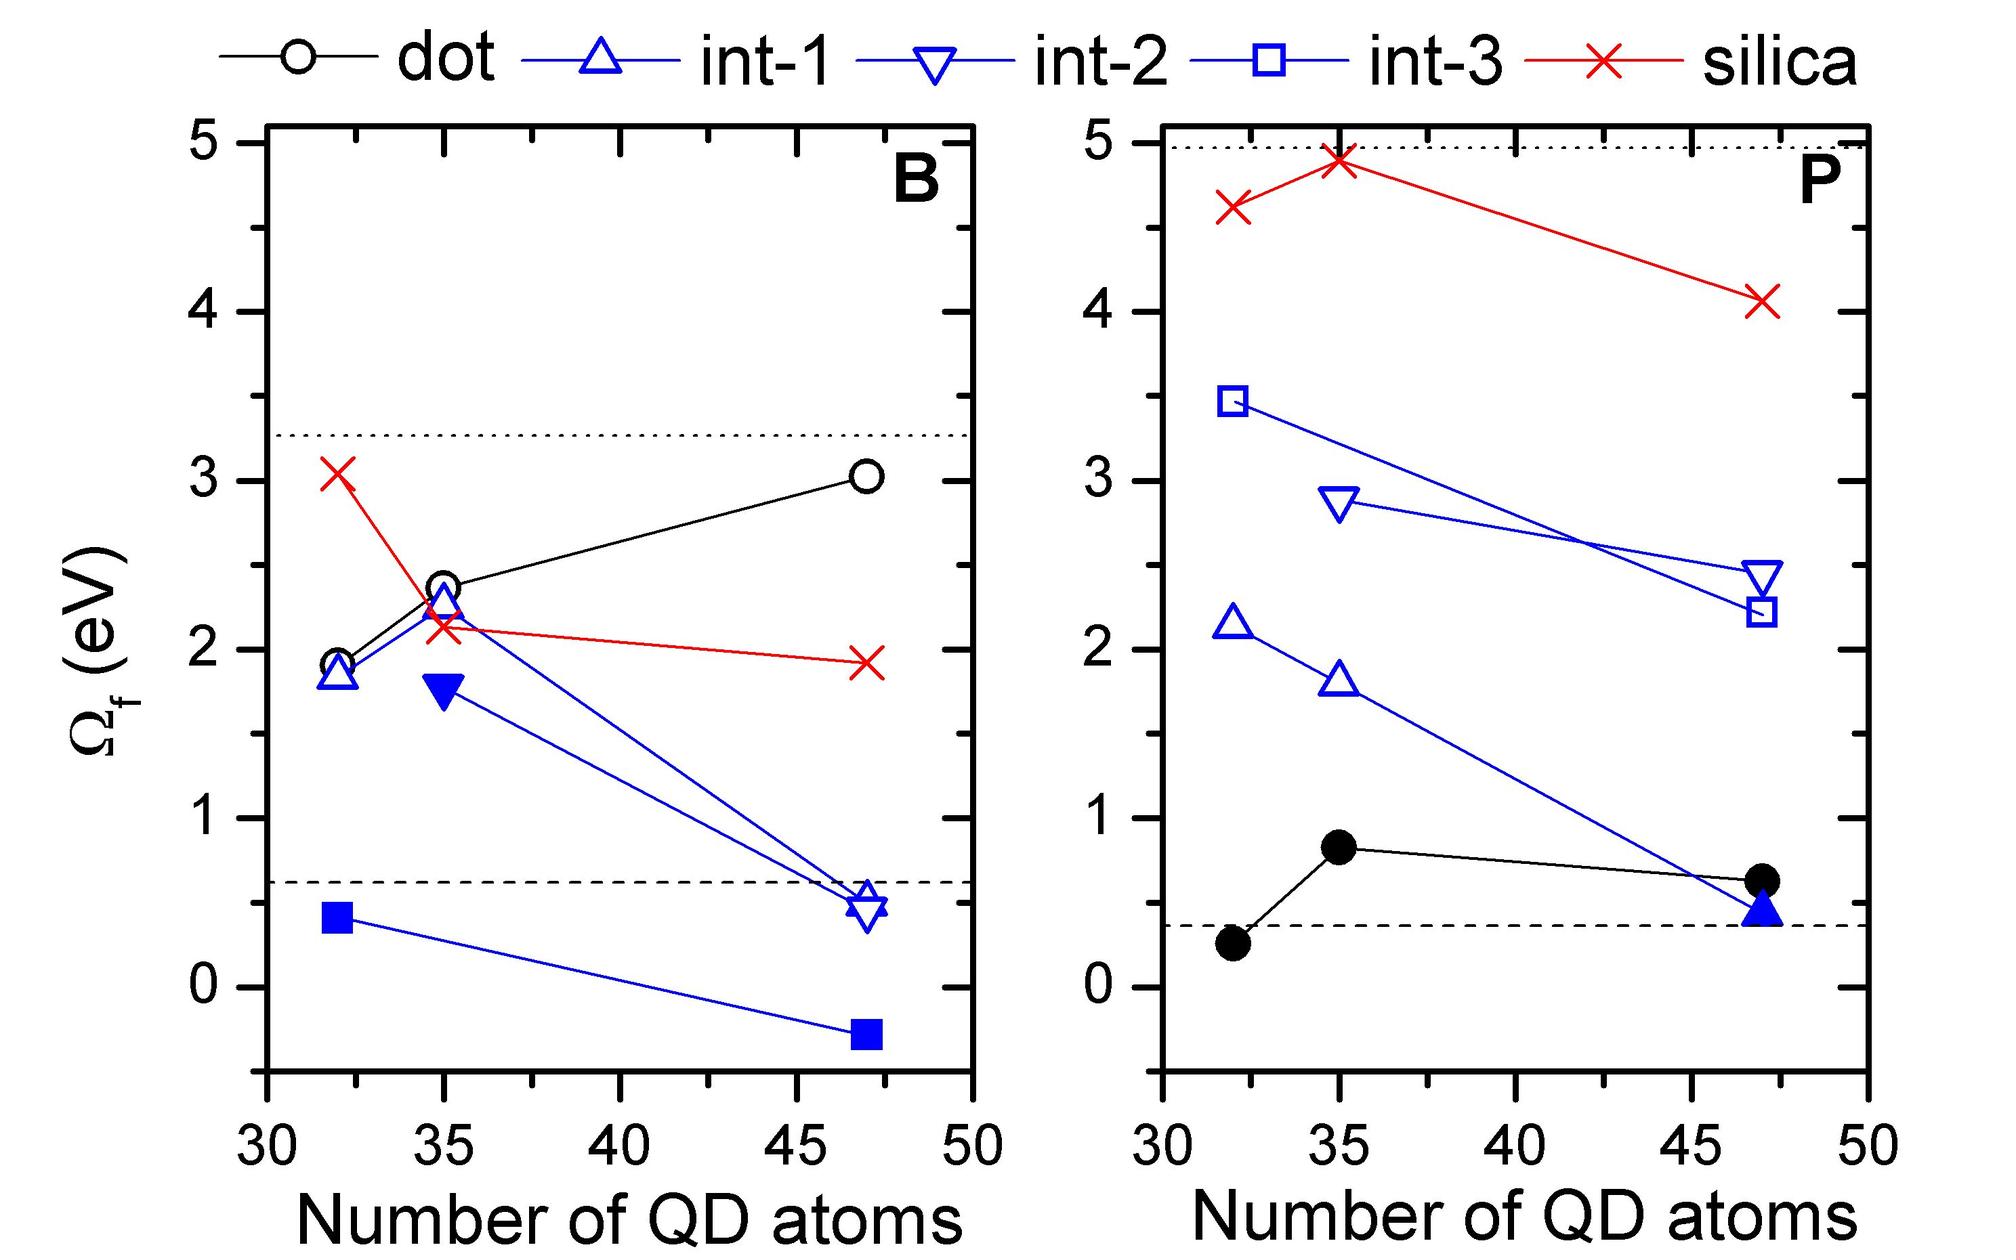 dot int-1 int-2 int-3 silica
5 B 5 P
4 4
3 3
2 2
1 1
0 0
Ωf (eV)
30 35 40 45 50 30 35 40 45 50
Number of QD atoms Number of QD atoms